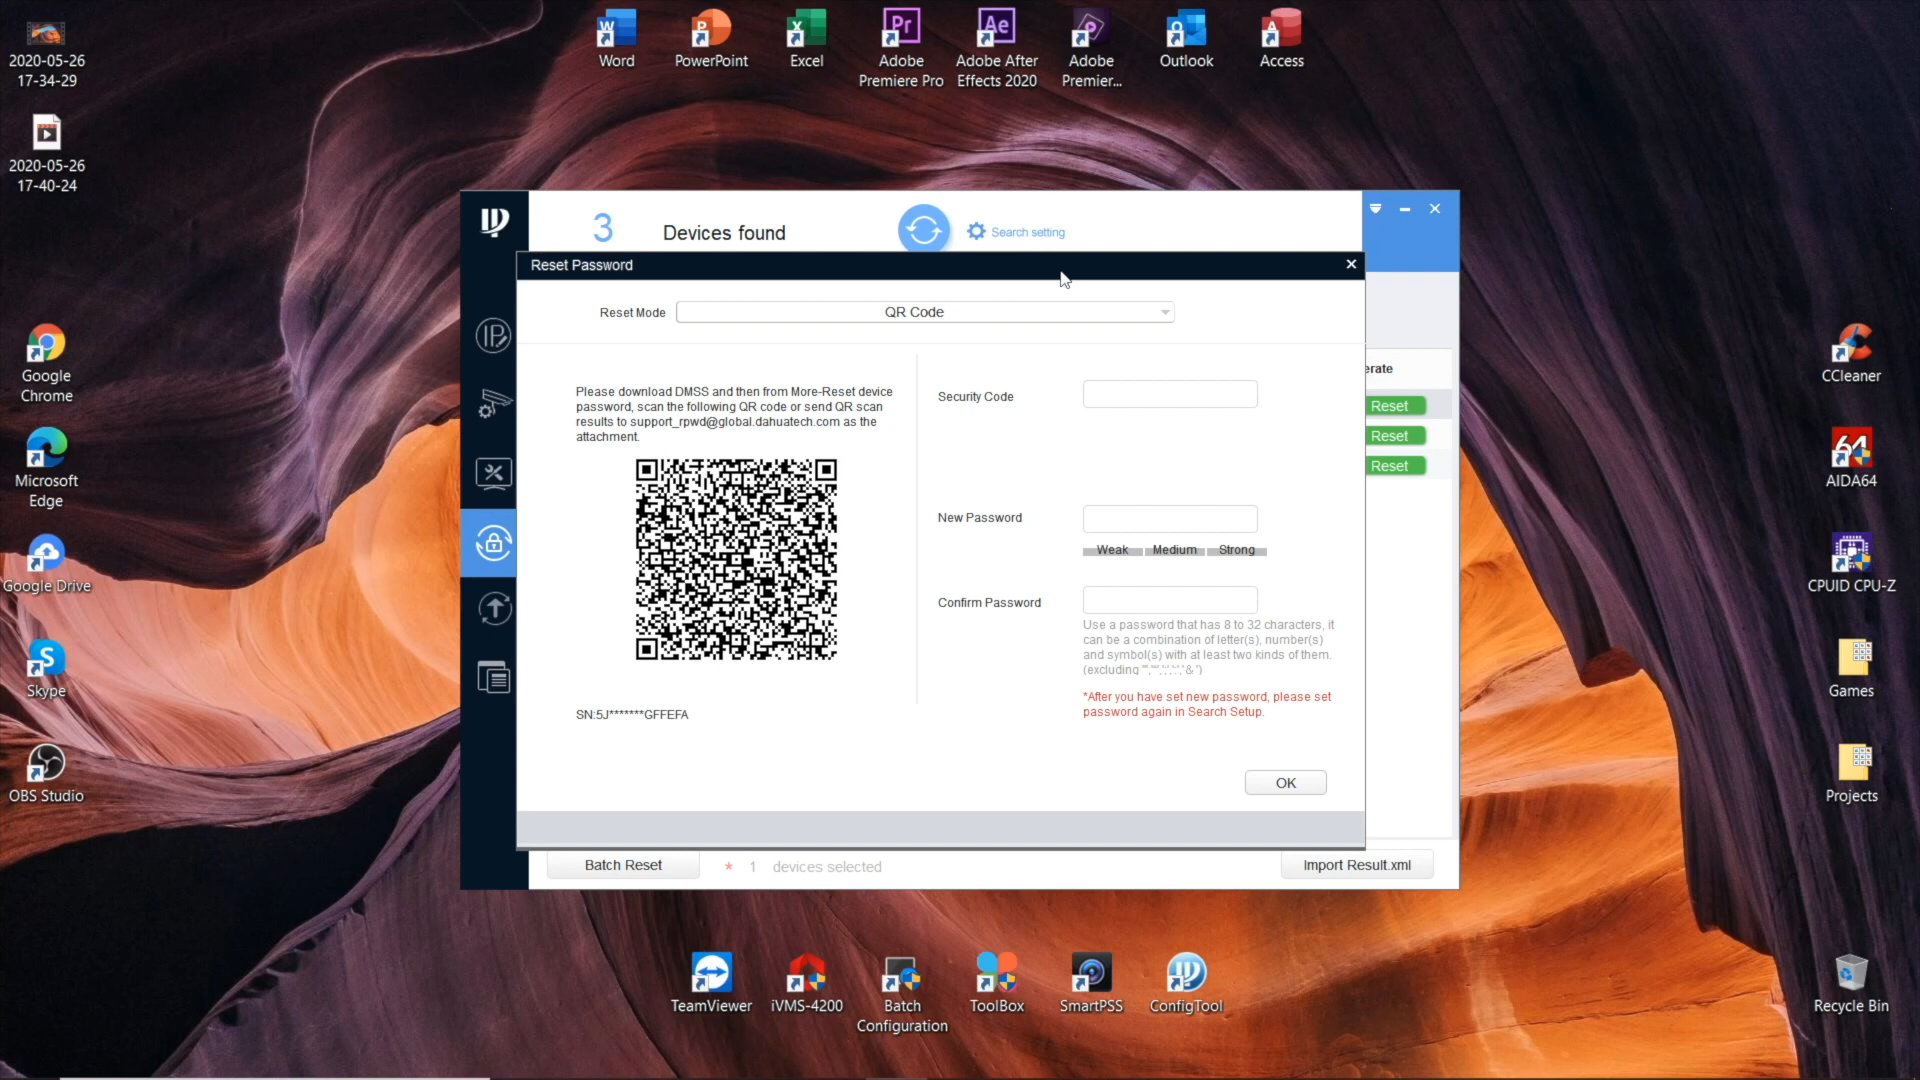 2020-05-26
17-34-29
2020-05-26
17-40-24
Word
PowerPoint
Excel
Adobe
Premiere Pro
Adobe After
Effects 2020
Adobe
Premier...
Outlook
Access
Google
Chrome
Microsoft
Edge
Google Drive
Skype
OBS Studio
3
Devices found
Search setting
Reset Password
Reset Mode
QR Code
Please download DMSS and then from More-Reset device
password, scan the following QR code or send QR scan
results to support_rpwd@global.dahuatech.com as the
attachment.
SN:5J*******GFFEFA
Security Code
New Password
Weak Medium Strong
Confirm Password
Use a password that has 8 to 32 characters, it
can be a combination of letter(s), number(s)
and symbol(s) with at least two kinds of them.
(excluding
*After you have set new password, please set
password again in Search Setup.
OK
erate
Reset
Reset
Reset
Batch Reset
* 1 devices selected
Import Result.xml
CCleaner
64
AIDA64
CPUID CPU-Z
Games
Projects
Recycle Bin
TeamViewer
iVMS-4200
Batch
Configuration
ToolBox
SmartPSS
ConfigTool